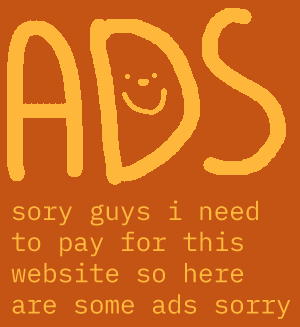 ADS
sory guys i need
to pay for this
website so here
are some ads sorry